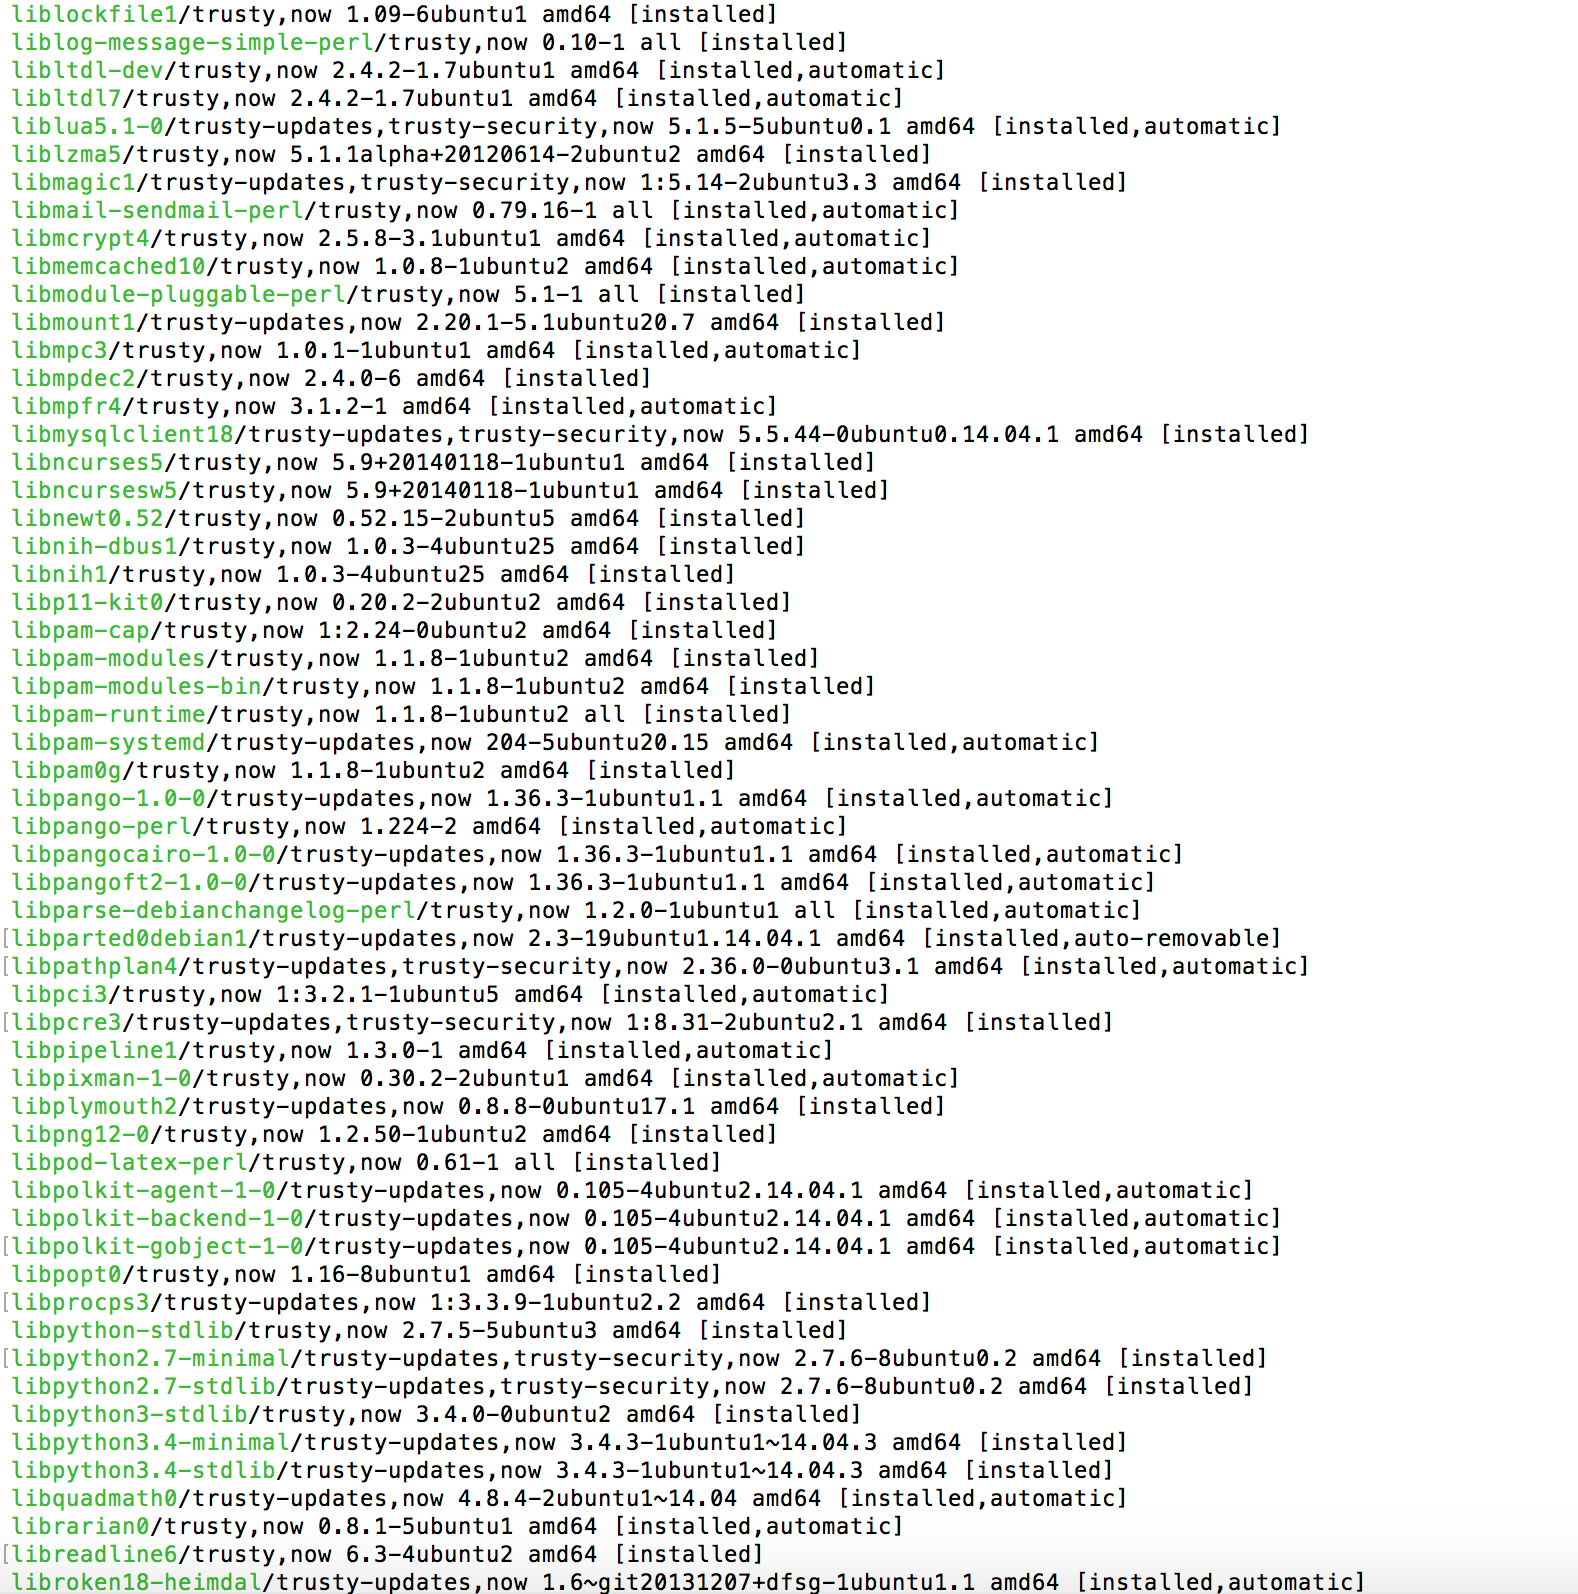 liblockfile1/trusty,now 1.09-6ubuntu1 amd64 [installed]
liblog-message-simple-perl/trusty,now 0.10-1 all [installed]
libltdl-dev/trusty,now 2.4.2-1.7ubuntu1 amd64 [installed,automatic]
libltdl7/trusty,now 2.4.2-1.7ubuntu1 amd64 [installed,automatic]
liblua5.1-0/trusty-updates,trusty-security,now 5.1.5-5ubuntu0.1 amd64 [installed,automatic]
liblzma5/trusty,now 5.1.1alpha+20120614-2ubuntu2 amd64 [installed]
libmagic1/trusty-updates,trusty-security,now 1:5.14-2ubuntu3.3 amd64 [installed]
libmail-sendmail-perl/trusty,now 0.79.16-1 all [installed,automatic]
libmcrypt4/trusty,now 2.5.8-3.1ubuntu1 amd64 [installed,automatic]
libmemcached10/trusty,now 1.0.8-1ubuntu2 amd64 [installed,automatic]
libmodule-pluggable-perl/trusty,now 5.1-1 all [installed]
libmount1/trusty-updates,now 2.20.1-5.1ubuntu20.7 amd64 [installed]
libmpc3/trusty,now 1.0.1-1ubuntu1 amd64 [installed,automatic]
libmpdec2/trusty,now 2.4.0-6 amd64 [installed]
libmpfr4/trusty,now 3.1.2-1 amd64 [installed,automatic]
libmysqlclient18/trusty-updates,trusty-security,now 5.5.44-0ubuntu0.14.04.1 amd64 [installed]
libncurses5/trusty,now 5.9+20140118-1ubuntu1 amd64 [installed]
libncursesw5/trusty,now 5.9+20140118-1ubuntu1 amd64 [installed]
libnewt0.52/trusty,now 0.52.15-2ubuntu5 amd64 [installed]
libnih-dbus1/trusty,now 1.0.3-4ubuntu25 amd64 [installed]
libnih1/trusty,now 1.0.3-4ubuntu25 amd64 [installed]
libp11-kit0/trusty,now 0.20.2-2ubuntu2 amd64 [installed]
libpam-cap/trusty,now 1:2.24-0ubuntu2 amd64 [installed]
libpam-modules/trusty,now 1.1.8-1ubuntu2 amd64 [installed]
libpam-modules-bin/trusty,now 1.1.8-1ubuntu2 amd64 [installed]
libpam-runtime/trusty,now 1.1.8-1ubuntu2 all [installed]
libpam-systemd/trusty-updates,now 204-5ubuntu20.15 amd64 [installed,automatic]
libpam0g/trusty,now 1.1.8-1ubuntu2 amd64 [installed]
libpango-1.0-0/trusty-updates,now 1.36.3-1ubuntu1.1 amd64 [installed,automatic]
libpango-perl/trusty,now 1.224-2 amd64 [installed,automatic]
libpangocairo-1.0-0/trusty-updates,now 1.36.3-1ubuntu1.1 amd64 [installed,automatic]
libpangoft2-1.0-0/trusty-updates,now 1.36.3-1ubuntu1.1 amd64 [installed,automatic]
libparse-debianchangelog-perl/trusty,now 1.2.0-1ubuntu1 all [installed,automatic]
[libparted0debian1/trusty-updates,now 2.3-19ubuntu1.14.04.1 amd64 [installed,auto-removable]
[libpathplan4/trusty-updates,trusty-security,now 2.36.0-0ubuntu3.1 amd64 [installed,automatic]
libpci3/trusty,now 1:3.2.1-1ubuntu5 amd64 [installed,automatic]
[libpcre3/trusty-updates,trusty-security,now 1:8.31-2ubuntu2.1 amd64 [installed]
libpipeline1/trusty,now 1.3.0-1 amd64 [installed,automatic]
libpixman-1-0/trusty,now 0.30.2-2ubuntu1 amd64 [installed,automatic]
libplymouth2/trusty-updates,now 0.8.8-0ubuntu17.1 amd64 [installed]
libpng12-0/trusty,now 1.2.50-1ubuntu2 amd64 [installed]
libpod-latex-perl/trusty,now 0.61-1 all [installed]
libpolkit-agent-1-0/trusty-updates,now 0.105-4ubuntu2.14.04.1 amd64 [installed,automatic]
libpolkit-backend-1-0/trusty-updates,now 0.105-4ubuntu2.14.04.1 amd64 [installed,automatic]
[libpolkit-gobject-1-0/trusty-updates,now 0.105-4ubuntu2.14.04.1 amd64 [installed,automatic]
libpopt0/trusty,now 1.16-8ubuntu1 amd64 [installed]
[libprocps3/trusty-updates,now 1:3.3.9-1ubuntu2.2 amd64 [installed]
libpython-stdlib/trusty,now 2.7.5-5ubuntu3 amd64 [installed]
[libpython2.7-minimal/trusty-updates,trusty-security,now 2.7.6-8ubuntu0.2 amd64 [installed]
libpython2.7-stdlib/trusty-updates,trusty-security,now 2.7.6-8ubuntu0.2 amd64 [installed]
libpython3-stdlib/trusty,now 3.4.0-0ubuntu2 amd64 [installed]
libpython3.4-minimal/trusty-updates,now 3.4.3-1ubuntu1~14.04.3 amd64 [installed]
libpython3.4-stdlib/trusty-updates,now 3.4.3-1ubuntu1~14.04.3 amd64 [installed]
libquadmath0/trusty-updates,now 4.8.4-2ubuntu1~14.04 amd64 [installed,automatic]
librarian0/trusty,now 0.8.1-5ubuntu1 amd64 [installed,automatic]
[libreadline6/trusty,now 6.3-4ubuntu2 amd64 [installed]
libroken18-heimdal/trusty-updates,now 1.6~git20131207+dfsg-1ubuntu1.1 amd64 [installed,automatic]